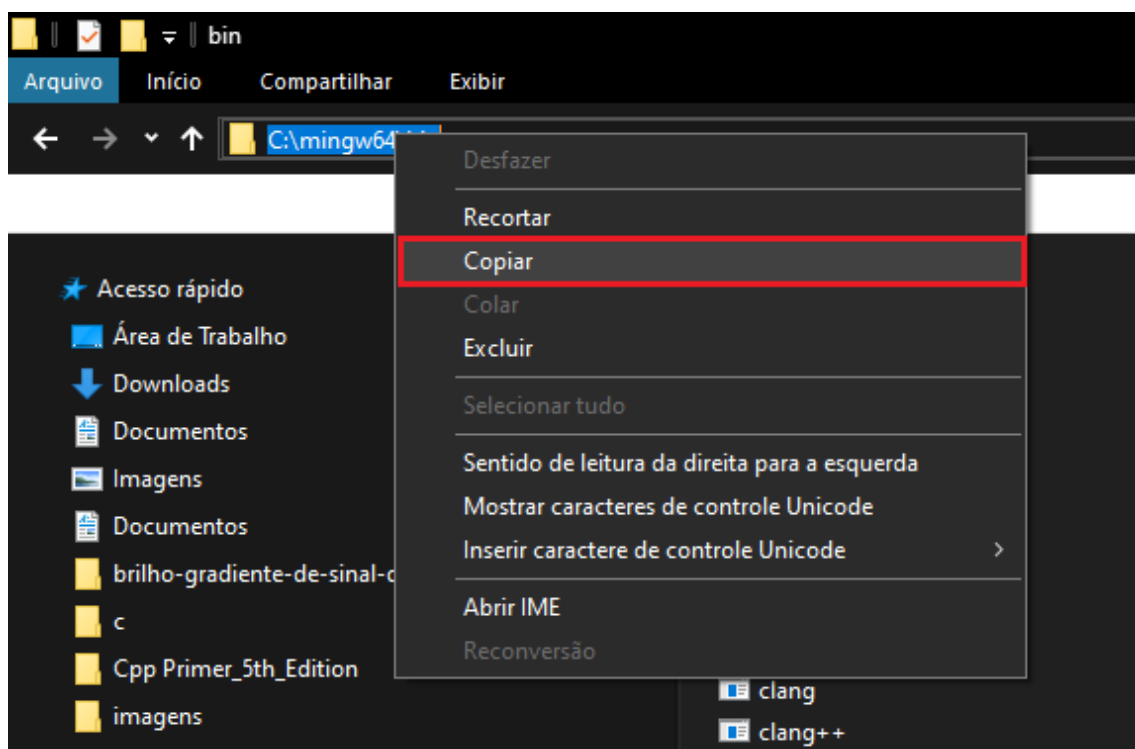 bin
Arquivo Início Compartilhar Exibir
C:\mingw64
Desfazer
Recortar
Copiar
Colar
Excluir
Selecionar tudo
Sentido de leitura da direita para a esquerda
Mostrar caracteres de controle Unicode
Inserir caractere de controle Unicode
Abrir IME
Reconversão
Acesso rápido
Área de Trabalho
Downloads
Documentos
Imagens
Documentos
brilho-gradiente-de-sinal-
c
Cpp Primer_5th_Edition
imagens
clang
clang++